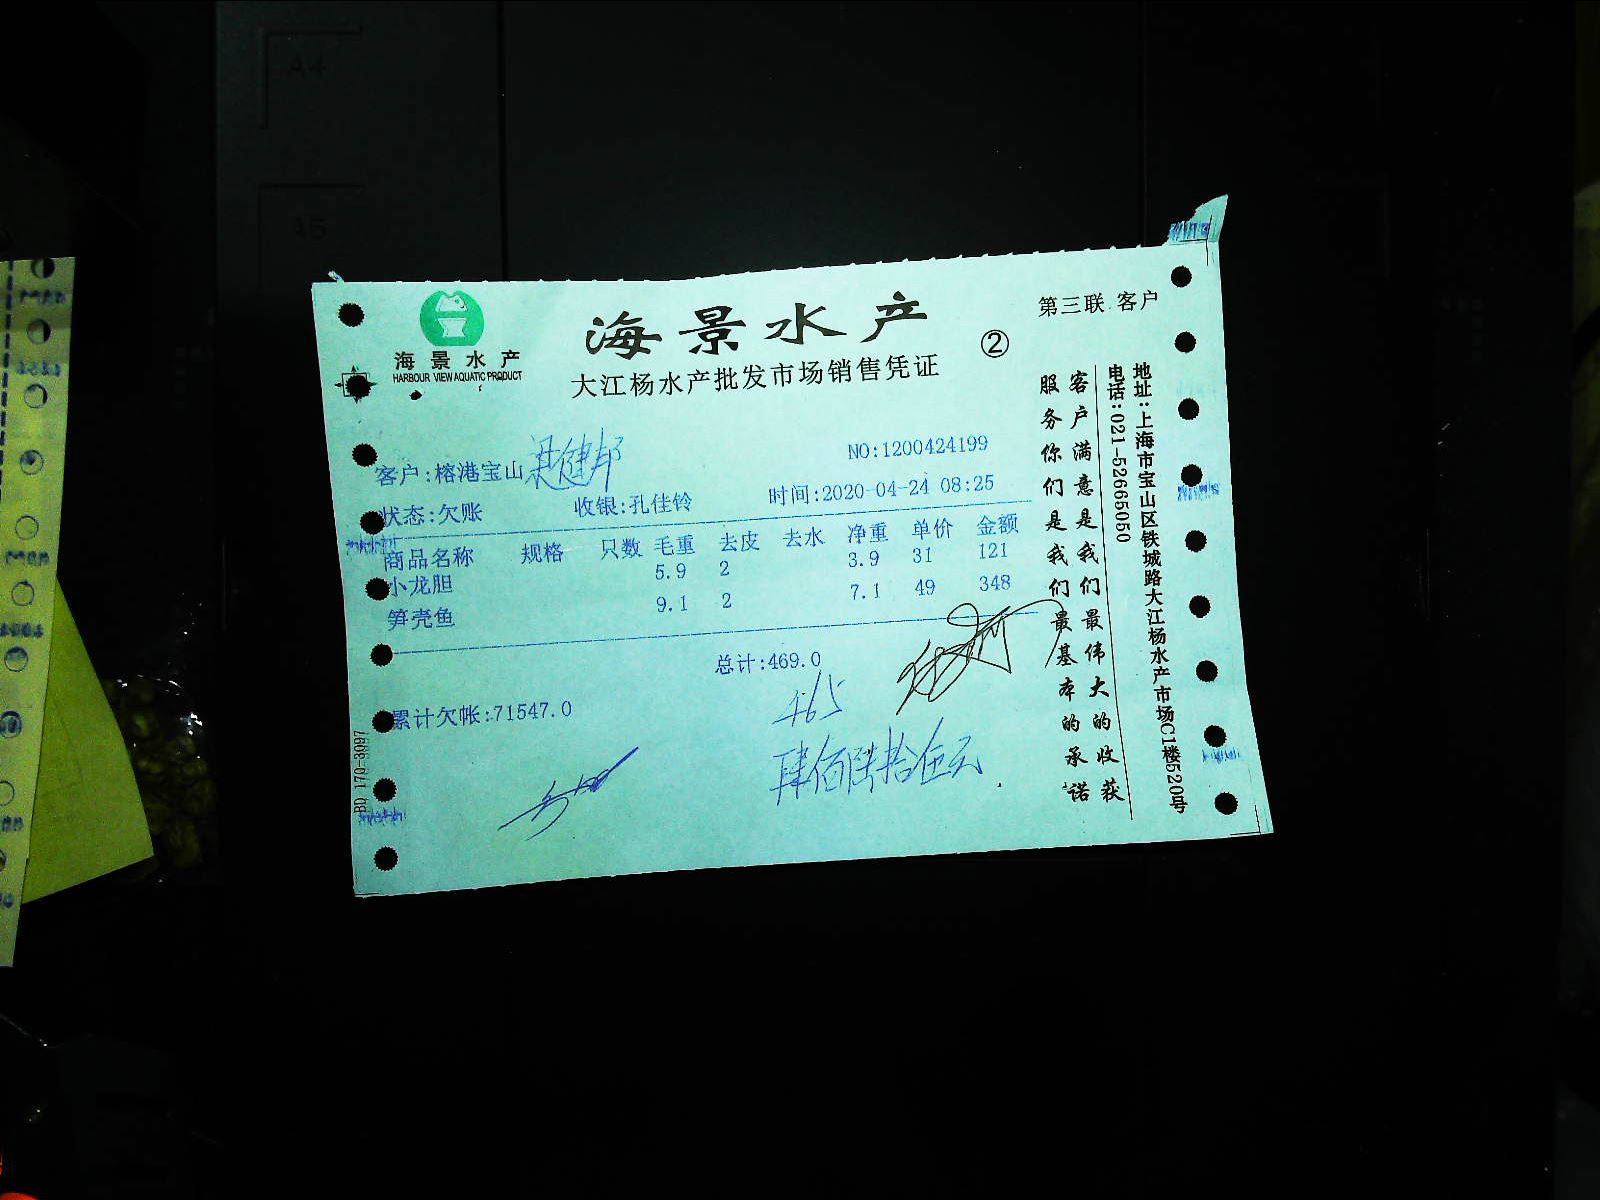 A4
A5
海景水产
HARBOUR VIEW AQUATIC PRODUCT
海景水产
大江杨水产批发市场销售凭证
②
第三联 客户
客户:榕港宝山
NO:1200424199
状态:欠账 收银:孔佳铃 时间:2020-04-24 08:25
商品名称 规格 只数 毛重 去皮 去水 净重 单价 金额
小龙胆 5.9 2 3.9 31 121
笋壳鱼 9.1 2 7.1 49 348
总计:469.0
累计欠帐:71547.0
465
肆佰陆拾伍元
BD 170-3097
客户满意是我们最伟大的收获
服务你们是我们最基本的承诺
地址:上海市宝山区铁城路大江杨水产市场C1楼520号
电话:021-52665050